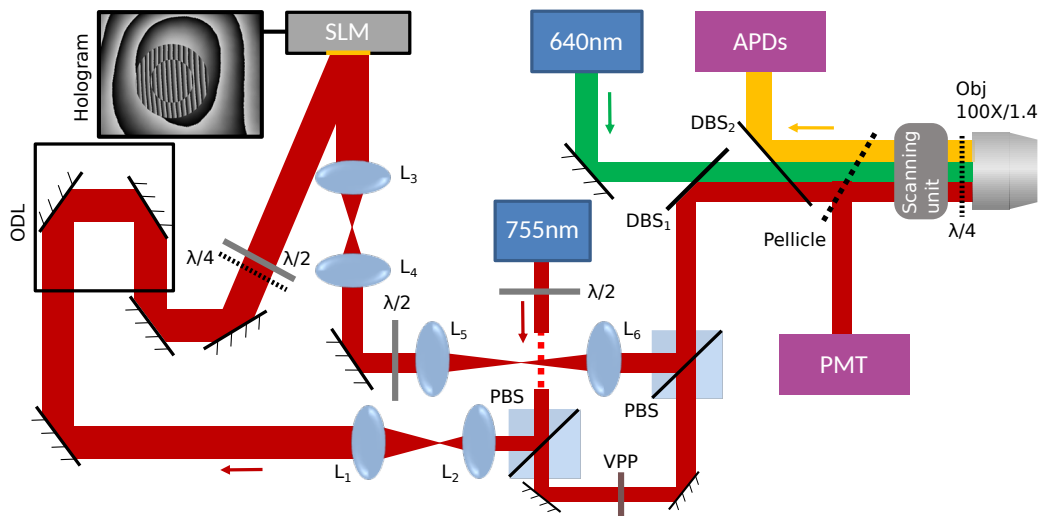 Hologram
SLM
640nm
APDs
Obj
100X/1.4
DBS₂
L₃
DBS₁
Scanning
unit
ODL
755nm
Pellicle
λ/4
λ/4
λ/2
L₄
λ/2
λ/2
L₅
L₆
PMT
PBS
PBS
VPP
L₁
L₂